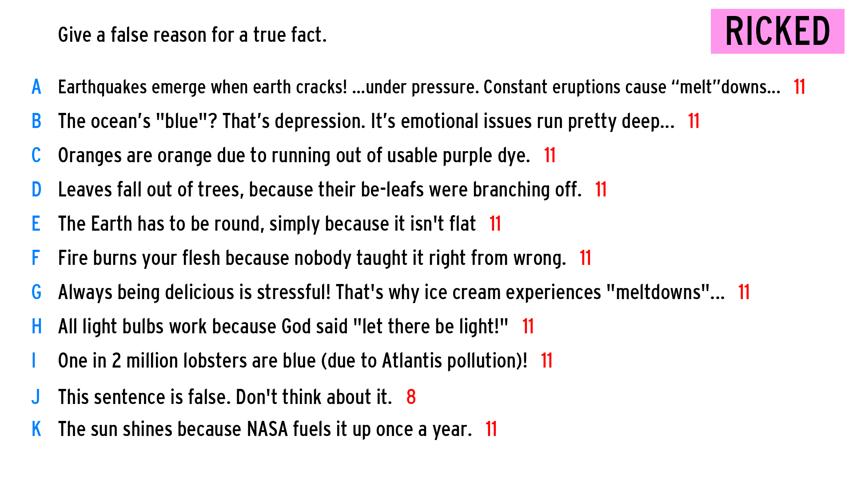 RICKED
Give a false reason for a true fact.
A Earthquakes emerge when earth cracks! ...under pressure. Constant eruptions cause “melt”downs... 11
B The ocean’s "blue"? That’s depression. It’s emotional issues run pretty deep... 11
C Oranges are orange due to running out of usable purple dye. 11
D Leaves fall out of trees, because their be-leafs were branching off. 11
E The Earth has to be round, simply because it isn't flat 11
F Fire burns your flesh because nobody taught it right from wrong. 11
G Always being delicious is stressful! That's why ice cream experiences "meltdowns"... 11
H All light bulbs work because God said "let there be light!" 11
I One in 2 million lobsters are blue (due to Atlantis pollution)! 11
J This sentence is false. Don't think about it. 8
K The sun shines because NASA fuels it up once a year. 11